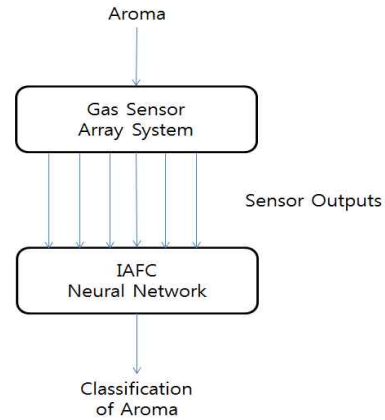 Aroma
Gas Sensor
Array System
Sensor Outputs
IAFC
Neural Network
Classification
of Aroma